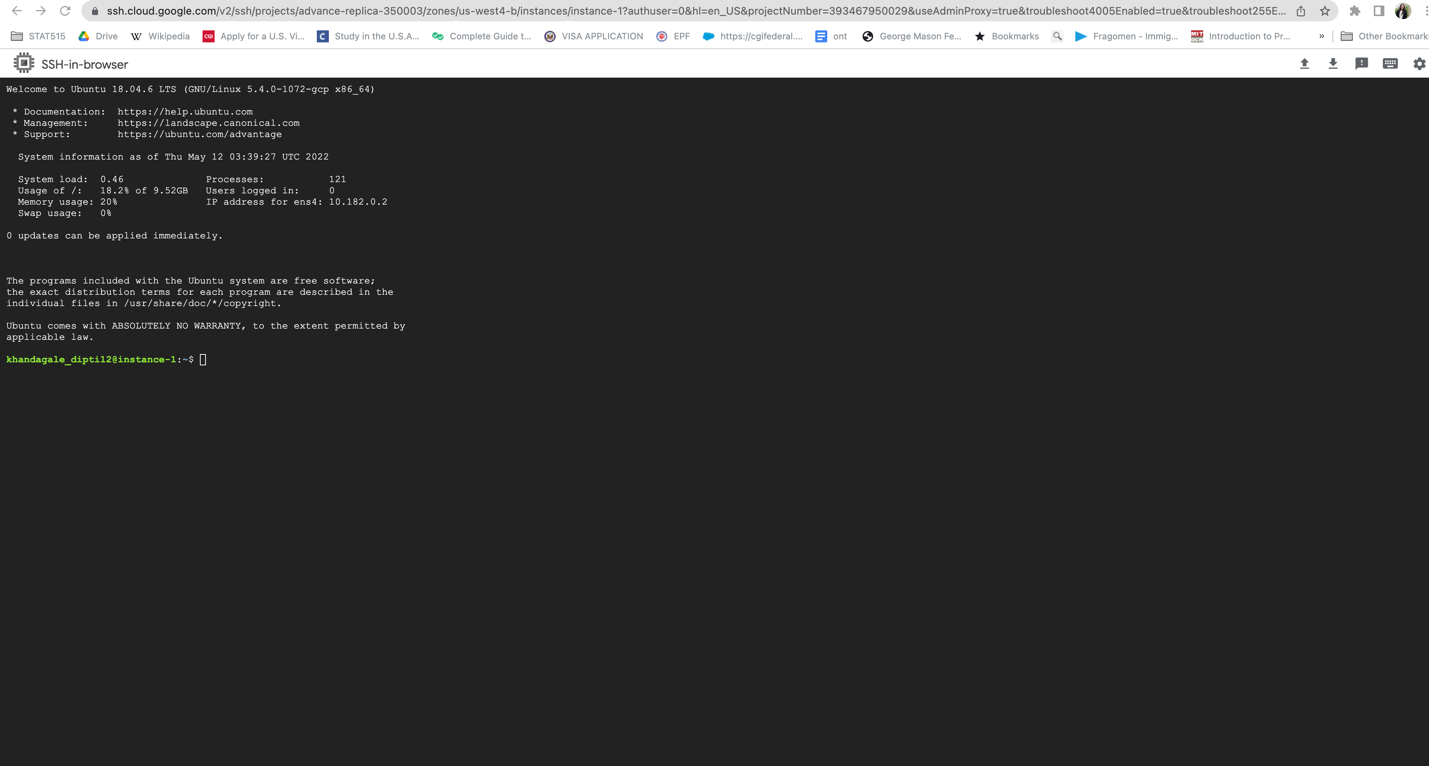 ssh.cloud.google.com/v2/ssh/projects/advance-replica-350003/zones/us-west4-b/instances/instance-1?authuser=0&hl=en_US&projectNumber=393467950029&useAdminProxy=true&troubleshoot4005Enabled=true&troubleshoot255E...
STAT515 Drive Wikipedia Apply for a U.S. Vi... Study in the U.S.A... Complete Guide t... VISA APPLICATION EPF https://cgifederal.... ont George Mason Fe... Bookmarks Fragomen - Immig... Introduction to Pr... » Other Bookmark
SSH-in-browser
Welcome to Ubuntu 18.04.6 LTS (GNU/Linux 5.4.0-1072-gcp x86_64)
* Documentation: https://help.ubuntu.com
* Management: https://landscape.canonical.com
* Support: https://ubuntu.com/advantage
System information as of Thu May 12 03:39:27 UTC 2022
System load: 0.46 Processes: 121
Usage of /: 18.2% of 9.52GB Users logged in: 0
Memory usage: 20% IP address for ens4: 10.182.0.2
Swap usage: 0%
0 updates can be applied immediately.
The programs included with the Ubuntu system are free software;
the exact distribution terms for each program are described in the
individual files in /usr/share/doc/*/copyright.
Ubuntu comes with ABSOLUTELY NO WARRANTY, to the extent permitted by
applicable law.
khandagale_dipti12@instance-1:~$